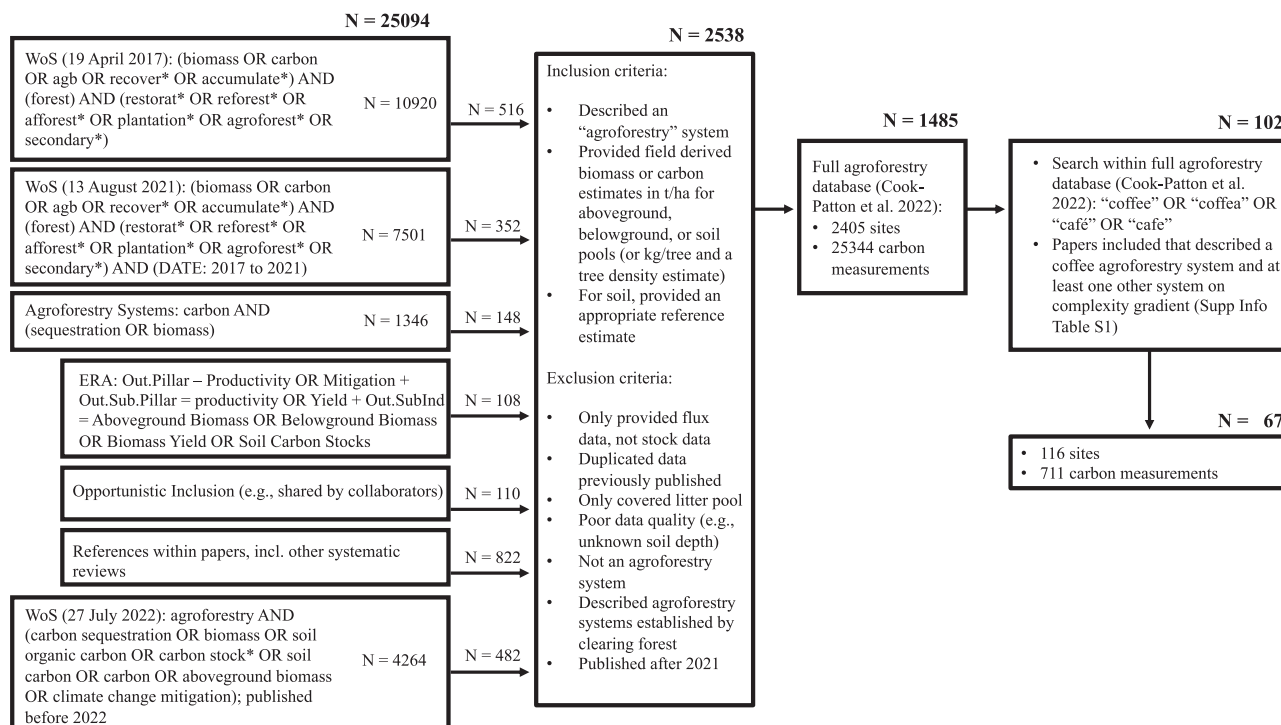 N = 25094
WoS (19 April 2017): (biomass OR carbon
OR agb OR recover* OR accumulate*) AND
(forest) AND (restorat* OR reforest* OR
afforest* OR plantation* OR agroforest* OR
secondary*)
N = 10920
N = 516
WoS (13 August 2021): (biomass OR carbon
OR agb OR recover* OR accumulate*) AND
(forest) AND (restorat* OR reforest* OR
afforest* OR plantation* OR agroforest* OR
secondary*) AND (DATE: 2017 to 2021)
N = 7501
N = 352
Agroforestry Systems: carbon AND
(sequestration OR biomass)
N = 1346
N = 148
ERA: Out.Pillar – Productivity OR Mitigation +
Out.Sub.Pillar = productivity OR Yield + Out.SubInd
= Aboveground Biomass OR Belowground Biomass
OR Biomass Yield OR Soil Carbon Stocks
N = 108
Opportunistic Inclusion (e.g., shared by collaborators)
N = 110
References within papers, incl. other systematic
reviews
N = 822
WoS (27 July 2022): agroforestry AND
(carbon sequestration OR biomass OR soil
organic carbon OR carbon stock* OR soil
carbon OR carbon OR aboveground biomass
OR climate change mitigation); published
before 2022
N = 4264
N = 482
N = 2538
Inclusion criteria:
• Described an
“agroforestry” system
• Provided field derived
biomass or carbon
estimates in t/ha for
aboveground,
belowground, or soil
pools (or kg/tree and a
tree density estimate)
• For soil, provided an
appropriate reference
estimate
Exclusion criteria:
• Only provided flux
data, not stock data
• Duplicated data
previously published
• Only covered litter pool
• Poor data quality (e.g.,
unknown soil depth)
• Not an agroforestry
system
• Described agroforestry
systems established by
clearing forest
• Published after 2021
N = 1485
Full agroforestry
database (Cook-
Patton et al. 2022):
• 2405 sites
• 25344 carbon
measurements
N = 102
• Search within full agroforestry
database (Cook-Patton et al.
2022): “coffee” OR “coffea” OR
“café” OR “cafe”
• Papers included that described a
coffee agroforestry system and at
least one other system on
complexity gradient (Supp Info
Table S1)
N = 67
• 116 sites
• 711 carbon measurements